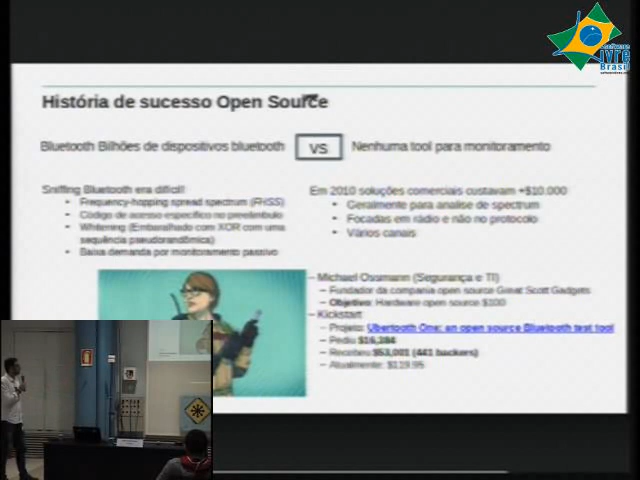 Software
livre
Brasil
História de sucesso Open Source
Bluetooth Bilhões de dispositivos bluetooth
VS
Nenhuma tool para monitoramento
Sniffing Bluetooth era difícil!
• Frequency-hopping spread spectrum (FHSS)
• Código de acesso específico no preeâmbulo
• Whitening (Embaralhado com XOR com uma
sequência pseudorandômica)
• Baixa demanda por monitoramento passivo
Em 2010 soluções comerciais custavam +$10.000
• Geralmente para analise de spectrum
• Focadas em rádio e não no protocolo
• Vários canais
– Michael Ossmann (Segurança e TI)
– Fundador da compania open source Great Scott Gadgets
– Objetivo: Hardware open source $100
– Kickstart
– Projeto: Ubertooth One: an open source Bluetooth test tool
– Pediu $16,384
– Recebeu $53,001 (441 backers)
– Atualmente: $119.95